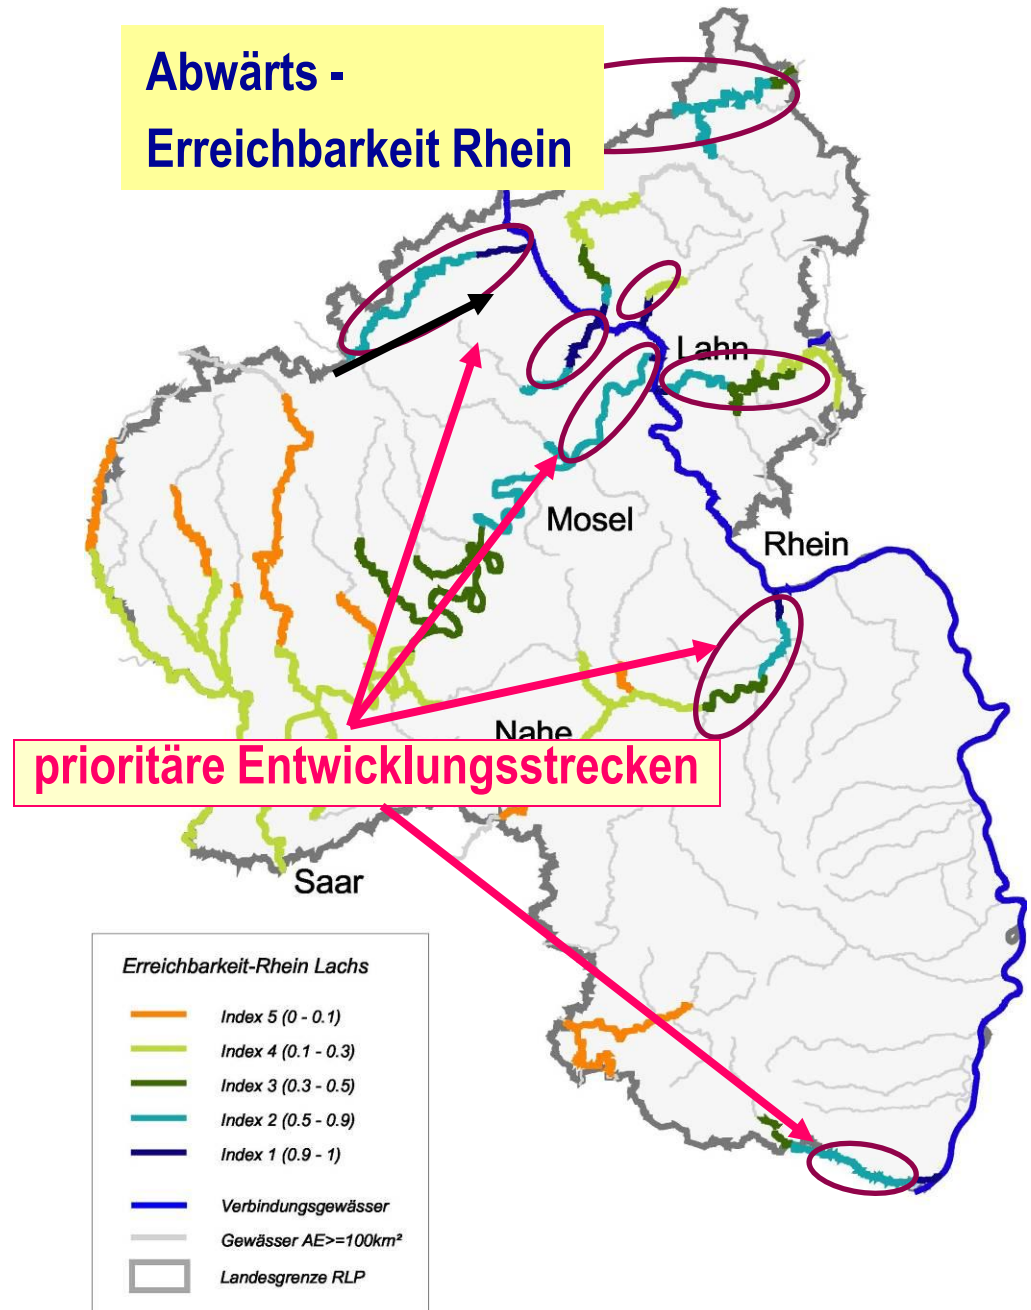 Abwärts -
Erreichbarkeit Rhein
Lahn
Mosel
Rhein
Nahe
prioritäre Entwicklungsstrecken
Saar
Erreichbarkeit-Rhein Lachs
Index 5 (0 - 0.1)
Index 4 (0.1 - 0.3)
Index 3 (0.3 - 0.5)
Index 2 (0.5 - 0.9)
Index 1 (0.9 - 1)
Verbindungsgewässer
Gewässer AE>=100km²
Landesgrenze RLP